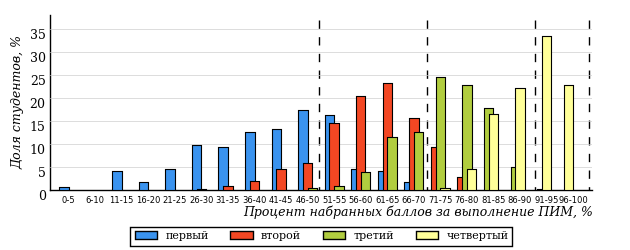 Доля студентов, %
35
30
25
20
15
10
5
0
0-5 6-10 11-15 16-20 21-25 26-30 31-35 36-40 41-45 46-50 51-55 56-60 61-65 66-70 71-75 76-80 81-85 86-90 91-95 96-100
Процент набранных баллов за выполнение ПИМ, %
первый второй третий четвертый